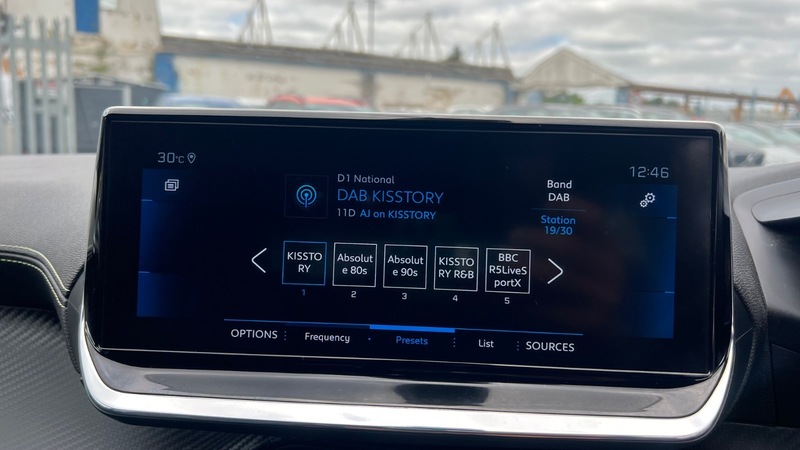 30°C
12:46
D1 National
DAB KISSTORY
11D AJ on KISSTORY
Band
DAB
Station
19/30
KISSTO
RY
Absolut
e 80s
Absolut
e 90s
KISSTO
RY R&B
BBC
R5LiveS
portX
1
2
3
4
5
OPTIONS
Frequency
Presets
List
SOURCES